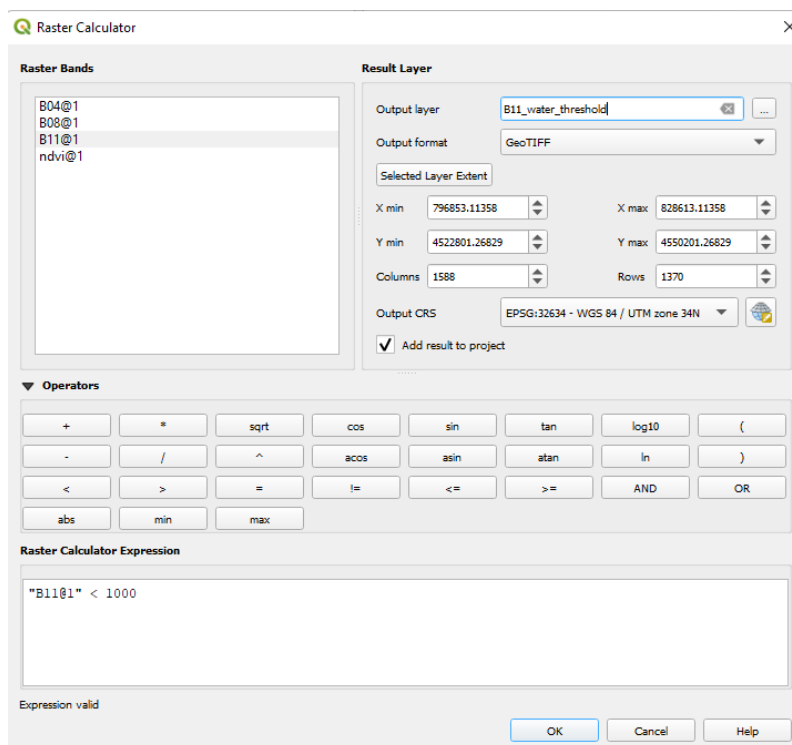 Raster Calculator
Raster Bands
B04@1
B08@1
B11@1
ndvi@1
Result Layer
Output layer B11_water_threshold ...
Output format GeoTIFF
Selected Layer Extent
X min 796853.11358 X max 828613.11358
Y min 4522801.26829 Y max 4550201.26829
Columns 1588 Rows 1370
Output CRS EPSG:32634 - WGS 84 / UTM zone 34N
Add result to project
Operators
+ * sqrt cos sin tan log10 (
- / ^ acos asin atan ln )
< > = != <= >= AND OR
abs min max
Raster Calculator Expression
"B11@1" < 1000
Expression valid
OK Cancel Help